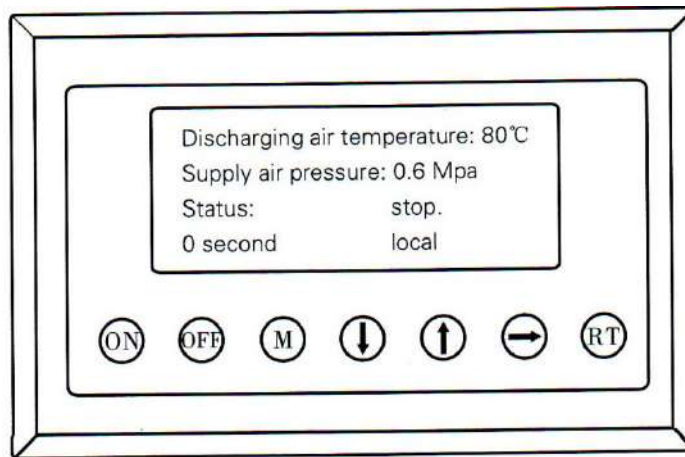 Discharging air temperature: 80℃
Supply air pressure: 0.6 Mpa
Status: stop.
0 second local
ON OFF M ↓ ↑ → RT